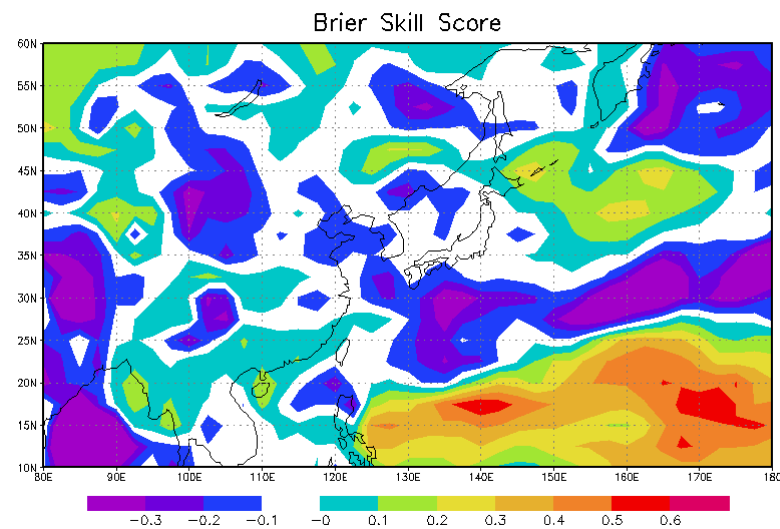 Brier Skill Score
60N
55N
50N
45N
40N
35N
30N
25N
20N
15N
10N
80E 90E 100E 110E 120E 130E 140E 150E 160E 170E 180
-0.3 -0.2 -0.1 -0 0.1 0.2 0.3 0.4 0.5 0.6